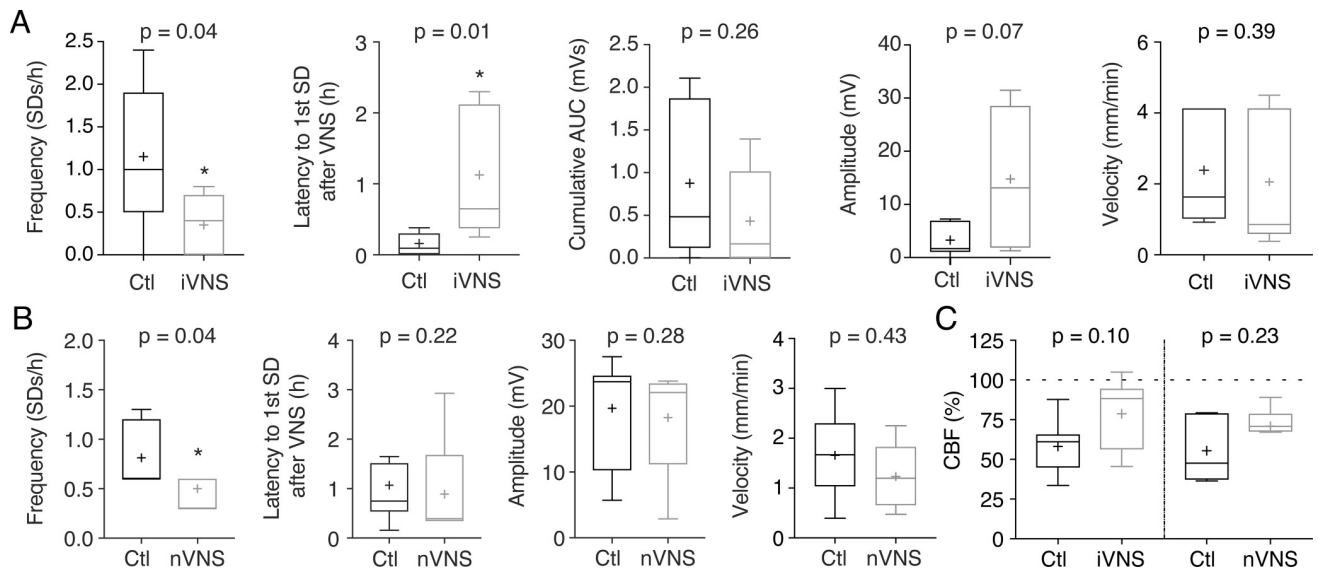 A
p = 0.04
Frequency (SDs/h)
2.5
2.0
1.5
1.0
0.5
0.0
*
Ctl iVNS
p = 0.01
Latency to 1st SD
after VNS (h)
3
2
1
0
*
Ctl iVNS
p = 0.26
Cumulative AUC (mVs)
2.5
2.0
1.5
1.0
0.5
0.0
Ctl iVNS
p = 0.07
Amplitude (mV)
40
30
20
10
0
Ctl iVNS
p = 0.39
Velocity (mm/min)
6
4
2
0
Ctl iVNS
B
p = 0.04
Frequency (SDs/h)
2.0
1.5
1.0
0.5
0.0
*
Ctl nVNS
p = 0.22
Latency to 1st SD
after VNS (h)
4
3
2
1
0
Ctl nVNS
p = 0.28
Amplitude (mV)
30
20
10
0
Ctl nVNS
p = 0.43
Velocity (mm/min)
4
3
2
1
0
Ctl nVNS
C
p = 0.10 p = 0.23
CBF (%)
125
100
75
50
25
0
Ctl iVNS Ctl nVNS